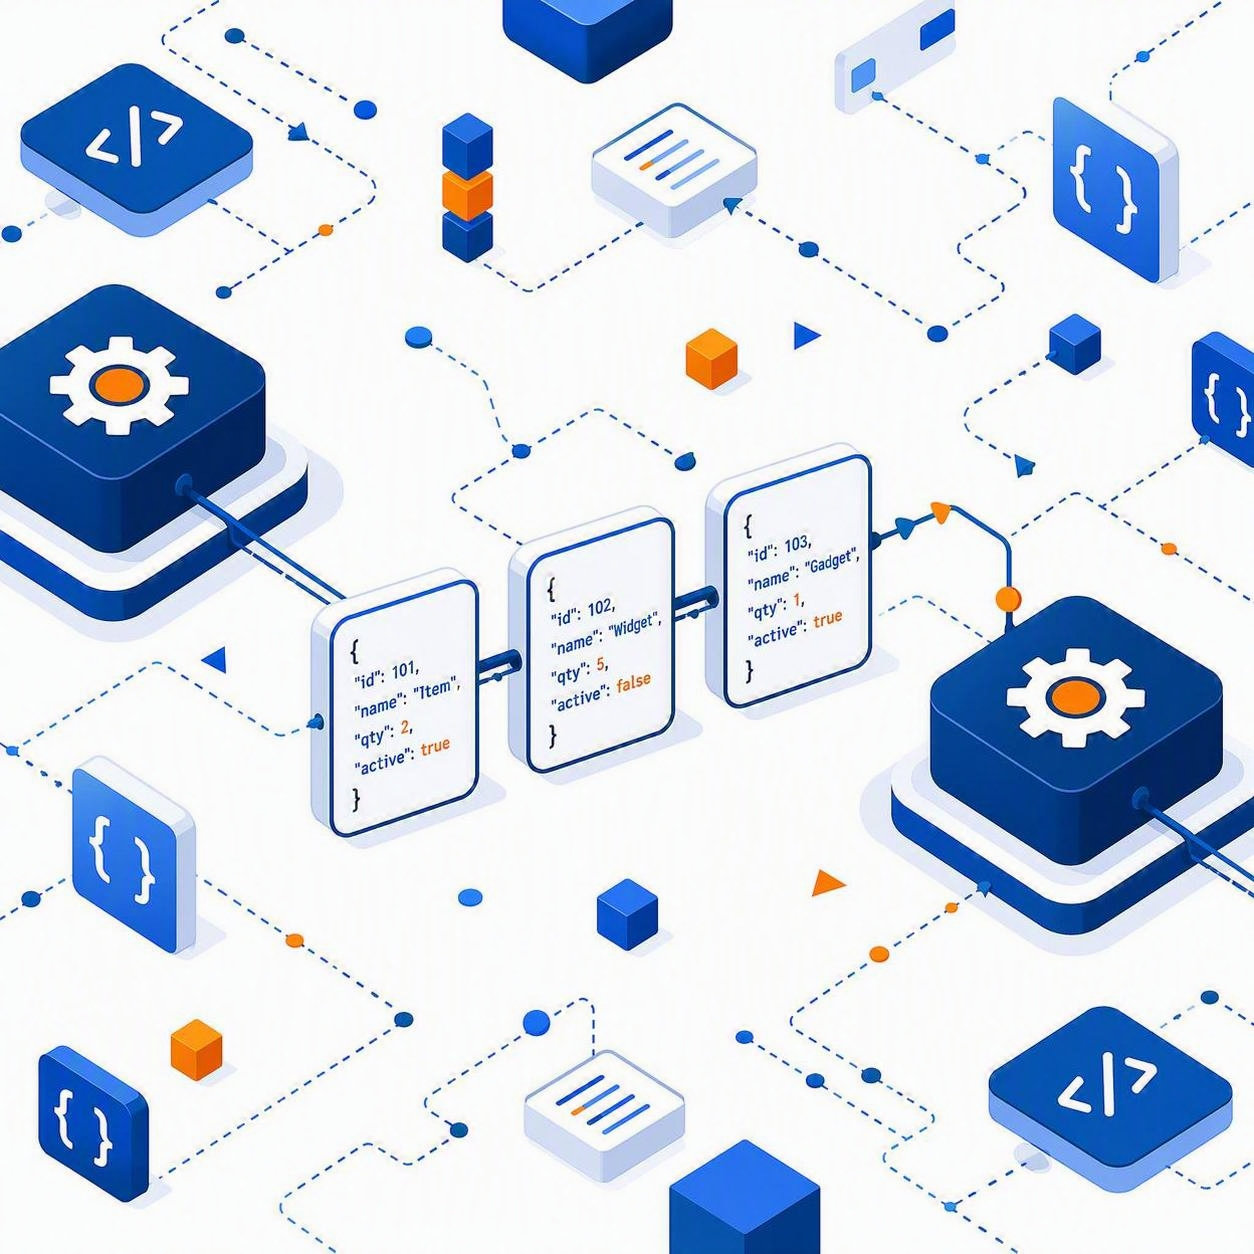 </>
{ }
{ }
{
"id": 103,
"name": "Gadget",
"qty": 1,
"active": true
}
{
"id": 102,
"name": "Widget",
"qty": 5,
"active": false
}
{
"id": 101,
"name": "Item",
"qty": 2,
"active": true
}
{ }
{ }
</>